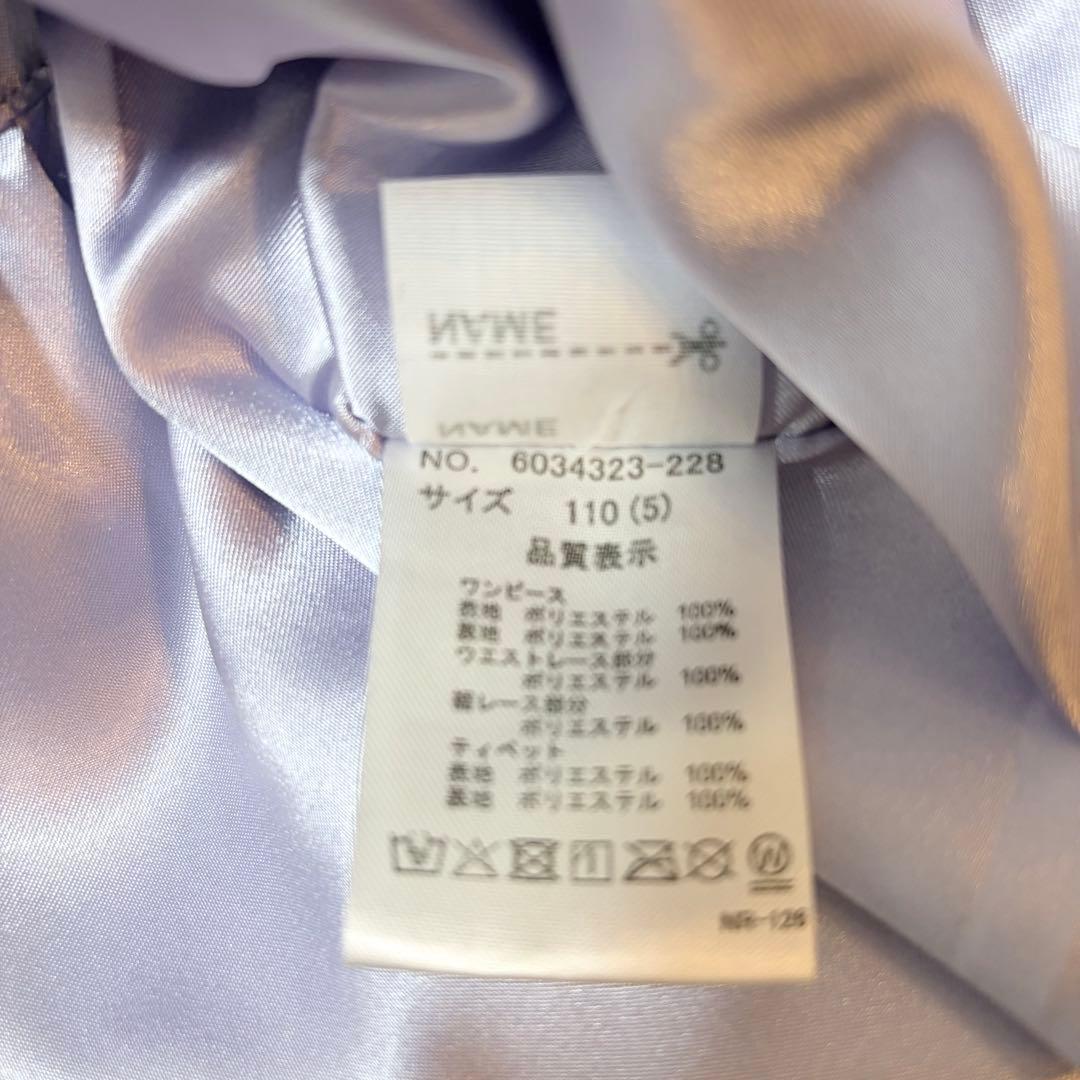 NAME
NAME
NO. 6034323-228
サイズ 110 (5)
品質表示
ワンピース
表地 ポリエステル 100%
裏地 ポリエステル 100%
ウエストレース部分
ポリエステル 100%
裾レース部分
ポリエステル 100%
ティペット
表地 ポリエステル 100%
裏地 ポリエステル 100%
W
NR-128